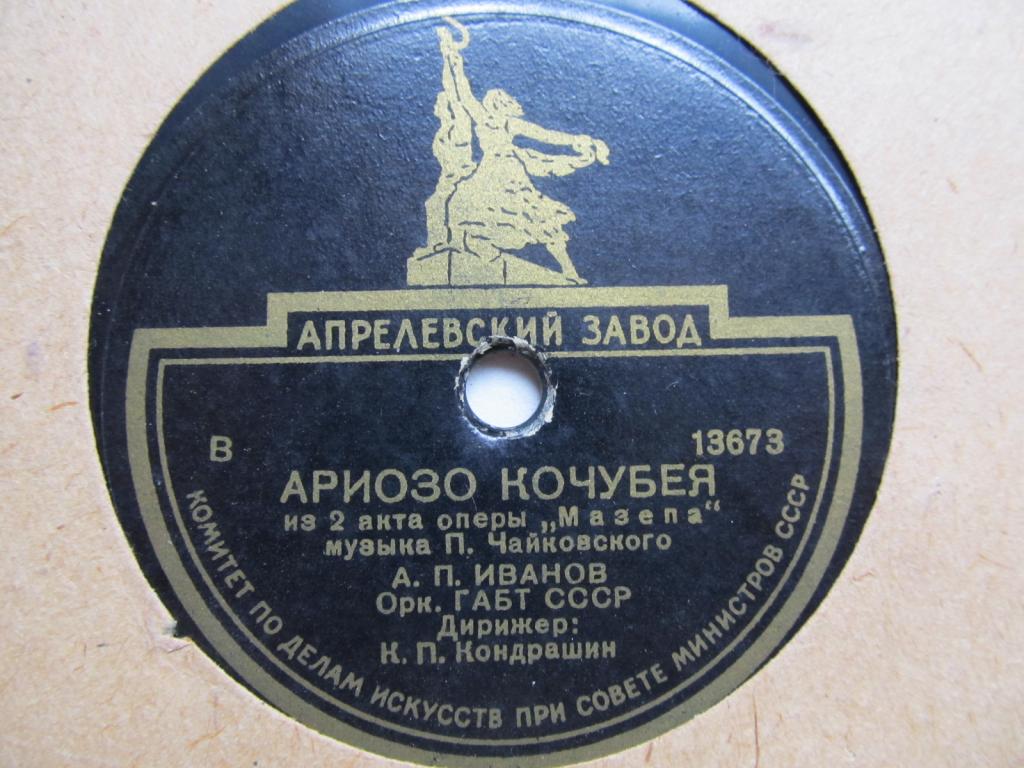 АПРЕЛЕВСКИЙ ЗАВОД
В 13673
АРИОЗО КОЧУБЕЯ
из 2 акта оперы „Мазепа“
музыка П. Чайковского
А. П. ИВАНОВ
Орк. ГАБТ СССР
Дирижер:
К. П. Кондрашин
КОМИТЕТ ПО ДЕЛАМ ИСКУССТВ ПРИ СОВЕТЕ МИНИСТРОВ СССР